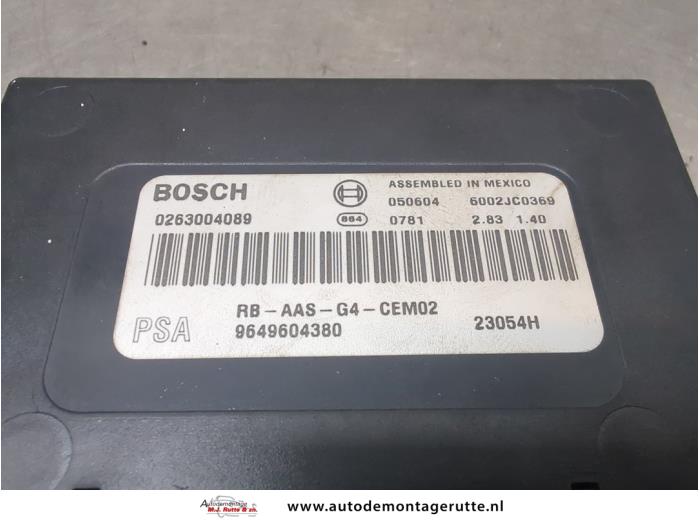 BOSCH
ASSEMBLED IN MEXICO
0263004089
050604 6002JC0369
864 0781 2.83 1.40
RB-AAS-G4-CEM02
PSA 9649604380 23054H
Autodemontage
M.J. Rutte & zn.
www.autodemontagerutte.nl